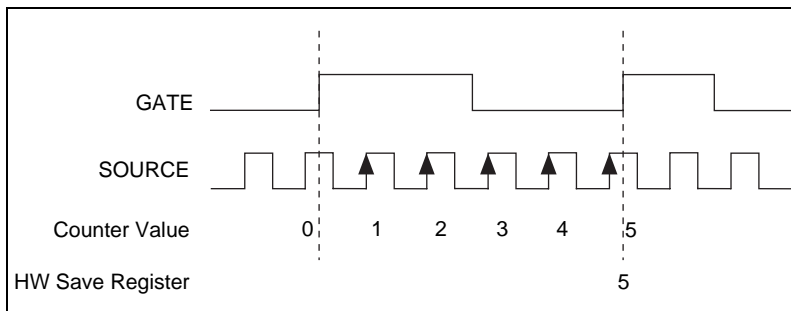 GATE
SOURCE
Counter Value 0 1 2 3 4 5
HW Save Register 5